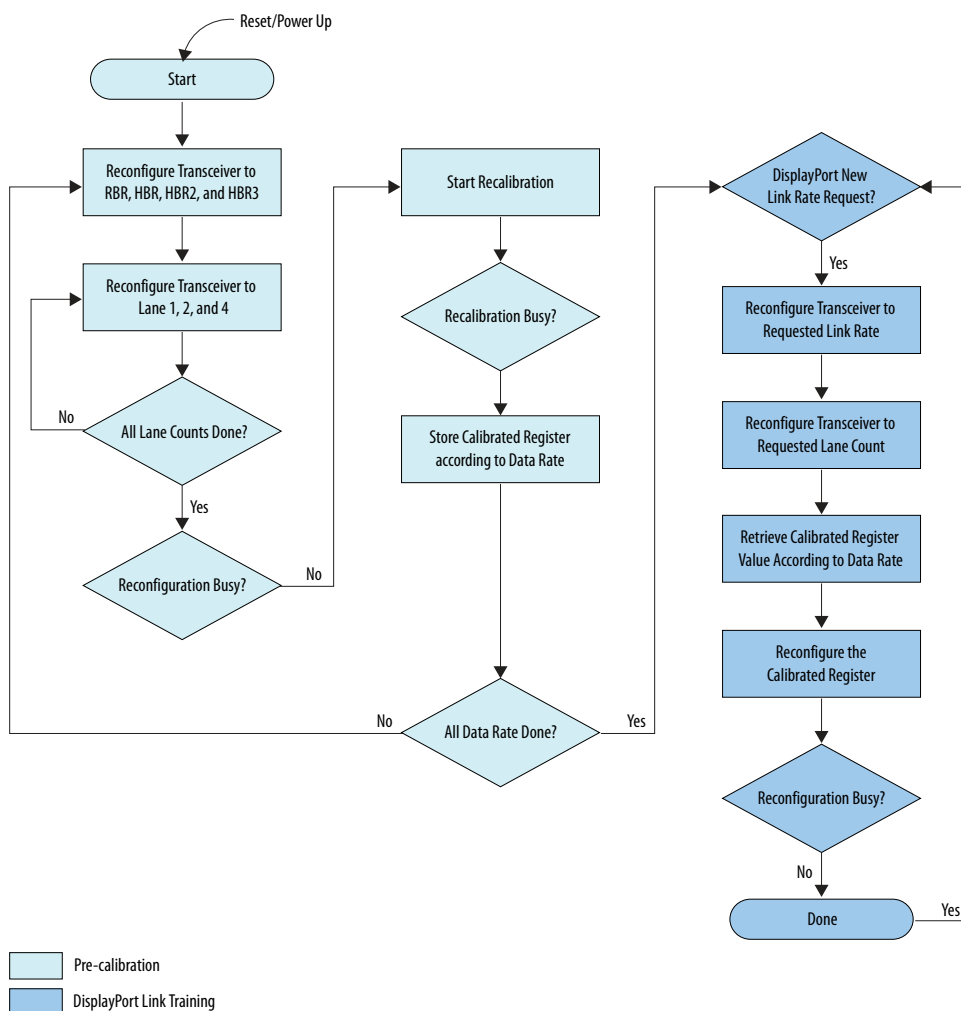 Reset/Power Up
Start
Reconfigure Transceiver to
RBR, HBR, HBR2, and HBR3
Reconfigure Transceiver to
Lane 1, 2, and 4
No
All Lane Counts Done?
Yes
Reconfiguration Busy?
No
Start Recalibration
Recalibration Busy?
Store Calibrated Register
according to Data Rate
No
All Data Rate Done?
Yes
DisplayPort New
Link Rate Request?
Yes
Reconfigure Transceiver to
Requested Link Rate
Reconfigure Transceiver to
Requested Lane Count
Retrieve Calibrated Register
Value According to Data Rate
Reconfigure the
Calibrated Register
Reconfiguration Busy?
No
Done
Yes
Pre-calibration
DisplayPort Link Training